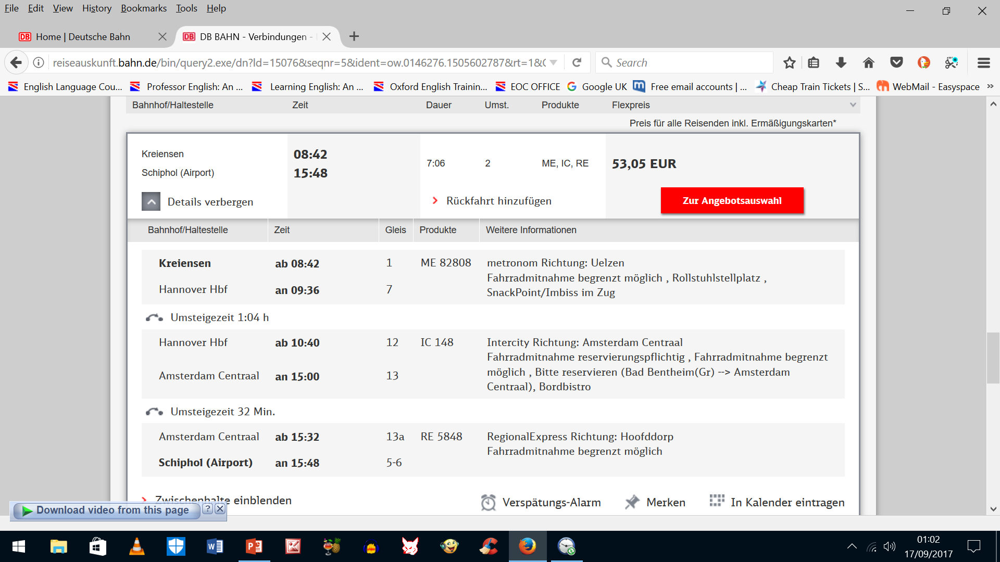 File Edit View History Bookmarks Tools Help
DB Home | Deutsche Bahn
DB DB BAHN - Verbindungen -
reiseauskunft.bahn.de/bin/query2.exe/dn?ld=15076&seqnr=5&ident=ow.0146276.1505602787&rt=1&
Search
English Language Cou... Professor English: An ... Learning English: An ... Oxford English Trainin... EOC OFFICE Google UK Free email accounts | ... Cheap Train Tickets | S... WebMail - Easyspace
Bahnhof/Haltestelle Zeit Dauer Umst. Produkte Flexpreis
Preis für alle Reisenden inkl. Ermäßigungskarten*
Kreiensen 08:42
Schiphol (Airport) 15:48
7:06 2 ME, IC, RE 53,05 EUR
Details verbergen Rückfahrt hinzufügen Zur Angebotsauswahl
Bahnhof/Haltestelle Zeit Gleis Produkte Weitere Informationen
Kreiensen ab 08:42 1 ME 82808 metronom Richtung: Uelzen
Fahrradmitnahme begrenzt möglich , Rollstuhlstellplatz ,
Hannover Hbf an 09:36 7
SnackPoint/Imbiss im Zug
Umsteigezeit 1:04 h
Hannover Hbf ab 10:40 12 IC 148 Intercity Richtung: Amsterdam Centraal
Fahrradmitnahme reservierungspflichtig , Fahrradmitnahme begrenzt
möglich , Bitte reservieren (Bad Bentheim(Gr) --> Amsterdam
Amsterdam Centraal an 15:00 13
Centraal), Bordbistro
Umsteigezeit 32 Min.
Amsterdam Centraal ab 15:32 13a RE 5848 RegionalExpress Richtung: Hoofddorp
Fahrradmitnahme begrenzt möglich
Schiphol (Airport) an 15:48 5-6
Zwischenhalte einblenden Verspätungs-Alarm Merken In Kalender eintragen
Download video from this page ?
01:02
17/09/2017